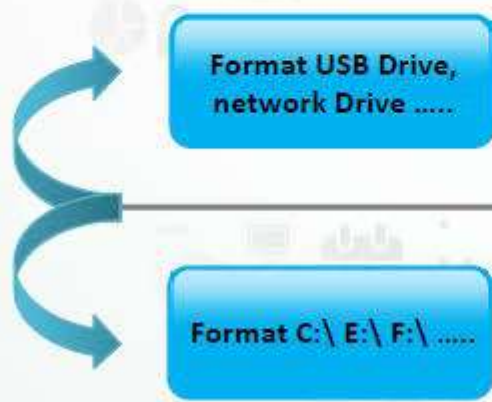 Format USB Drive,
network Drive .....
Format C:\ E:\ F:\ .....